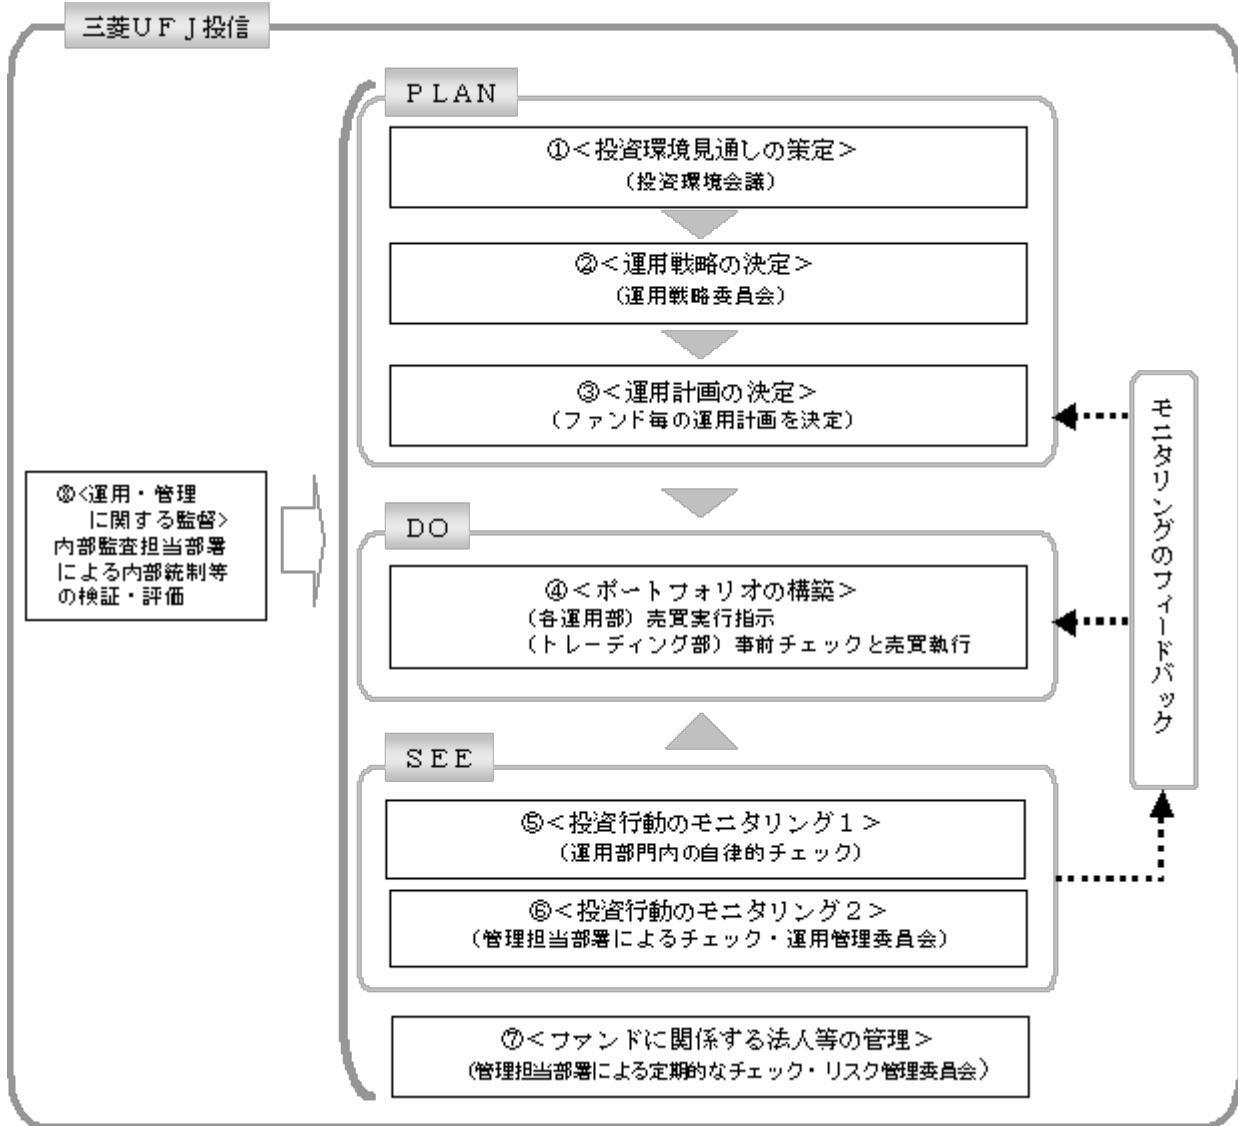 三菱ＵＦＪ投信
ＰＬＡＮ
①＜投資環境見通しの策定＞
（投資環境会議）
②＜運用戦略の決定＞
（運用戦略委員会）
③＜運用計画の決定＞
（ファンド毎の運用計画を決定）
⑧<運用・管理
に関する監督>
内部監査担当部署
による内部統制等
の検証・評価
ＤＯ
④＜ポートフォリオの構築＞
（各運用部）売買実行指示
（トレーディング部）事前チェックと売買執行
モニタリングのフィードバック
ＳＥＥ
⑤＜投資行動のモニタリング１＞
（運用部門内の自律的チェック）
⑥＜投資行動のモニタリング２＞
（管理担当部署によるチェック・運用管理委員会）
⑦＜ファンドに関係する法人等の管理＞
（管理担当部署による定期的なチェック・リスク管理委員会）